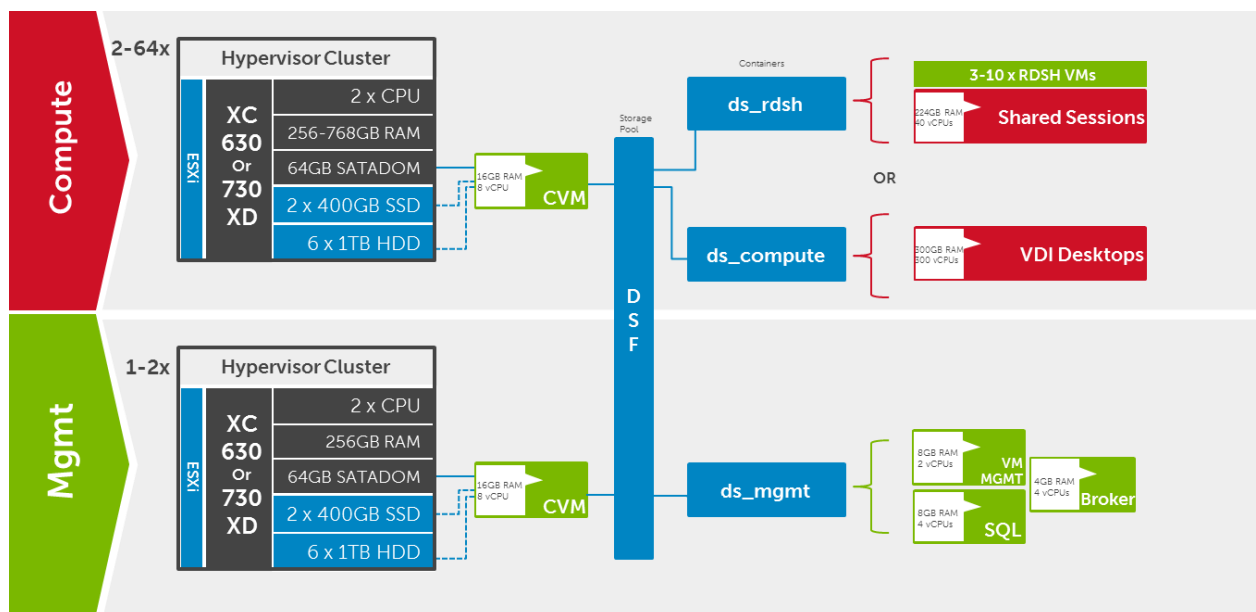 Compute
2-64x
Hypervisor Cluster
ESXi
XC
630
Or
730
XD
2 x CPU
256-768GB RAM
64GB SATADOM
2 x 400GB SSD
6 x 1TB HDD
16GB RAM
8 vCPU
CVM
Storage
Pool
DSF
Containers
ds_rdsh
ds_compute
3-10 x RDSH VMs
224GB RAM
40 vCPUs
Shared Sessions
OR
300GB RAM
300 vCPUs
VDI Desktops
Mgmt
1-2x
Hypervisor Cluster
ESXi
XC
630
Or
730
XD
2 x CPU
256GB RAM
64GB SATADOM
2 x 400GB SSD
6 x 1TB HDD
16GB RAM
8 vCPU
CVM
ds_mgmt
8GB RAM
2 vCPUs
VM
MGMT
4GB RAM
4 vCPUs
Broker
8GB RAM
4 vCPUs
SQL